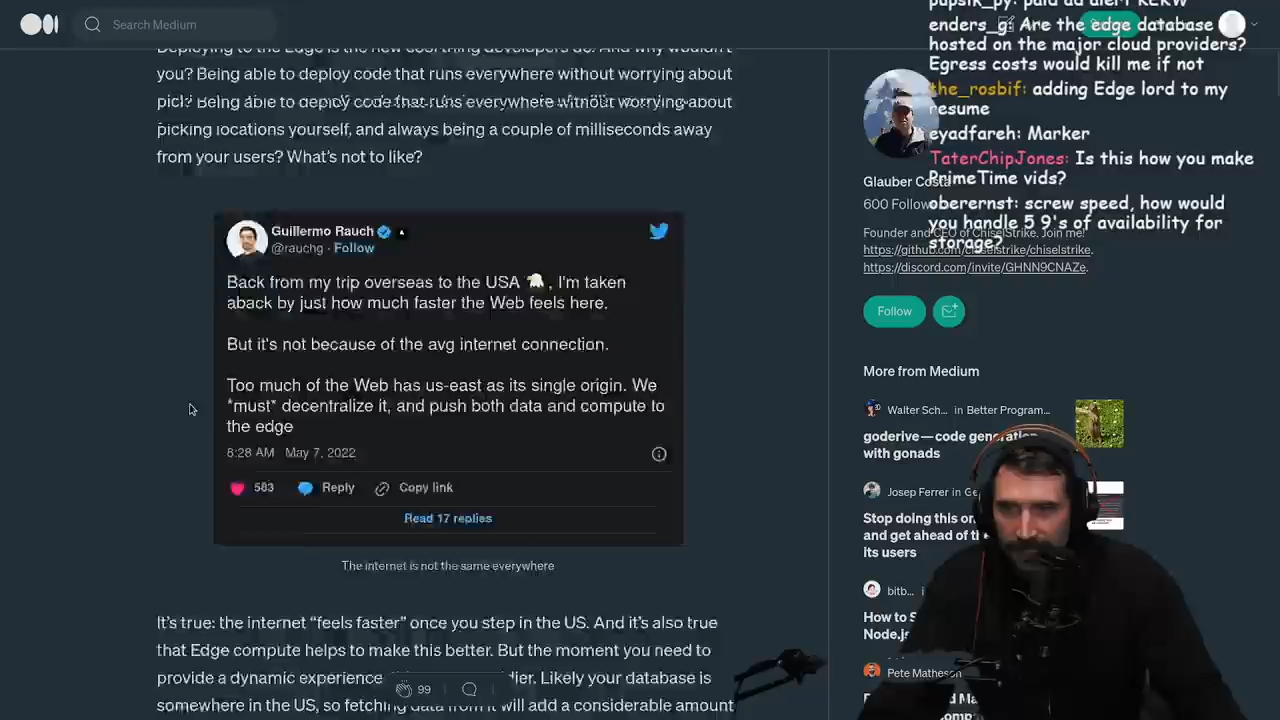 Search Medium
Deploying to the Edge is the new cool thing developers do. And why wouldn't
you? Being able to deploy code that runs everywhere without worrying about
picking locations yourself, and always being a couple of milliseconds away
from your users? What's not to like?
Guillermo Rauch
@rauchg · Follow
Back from my trip overseas to the USA 🦅, I'm taken
aback by just how much faster the Web feels here.
But it's not because of the avg internet connection.
Too much of the Web has us-east as its single origin. We
*must* decentralize it, and push both data and compute to
the edge
8:28 AM May 7, 2022
583 Reply Copy link
Read 17 replies
The internet is not the same everywhere
It's true: the internet "feels faster" once you step in the US. And it's also true
that Edge compute helps to make this better. But the moment you need to
provide a dynamic experience
Likely your database is
somewhere in the US, so fetching data from it will add a considerable amount
99
pupsik_py: paid ad alert KEKW
enders_g: Are the edge database
hosted on the major cloud providers?
Egress costs would kill me if not
the_rosbif: adding Edge lord to my
resume
eyadfareh: Marker
TaterChipJones: Is this how you make
PrimeTime vids?
oberernst: screw speed, how would
you handle 5 9's of availability for
storage?
Glauber Costa
600
Founder and CEO of ChiselStrike. Join me!
https://github.com/chiselstrike/chiselstrike.
https://discord.com/invite/GHNN9CNAZe.
Follow
More from Medium
Walter Sch... in Better Program...
goderive—code generation
with gonads
Josep Ferrer in
Stop doing this on
and get ahead of
its users
bitb...
How to
Node.js
Pete Matheson